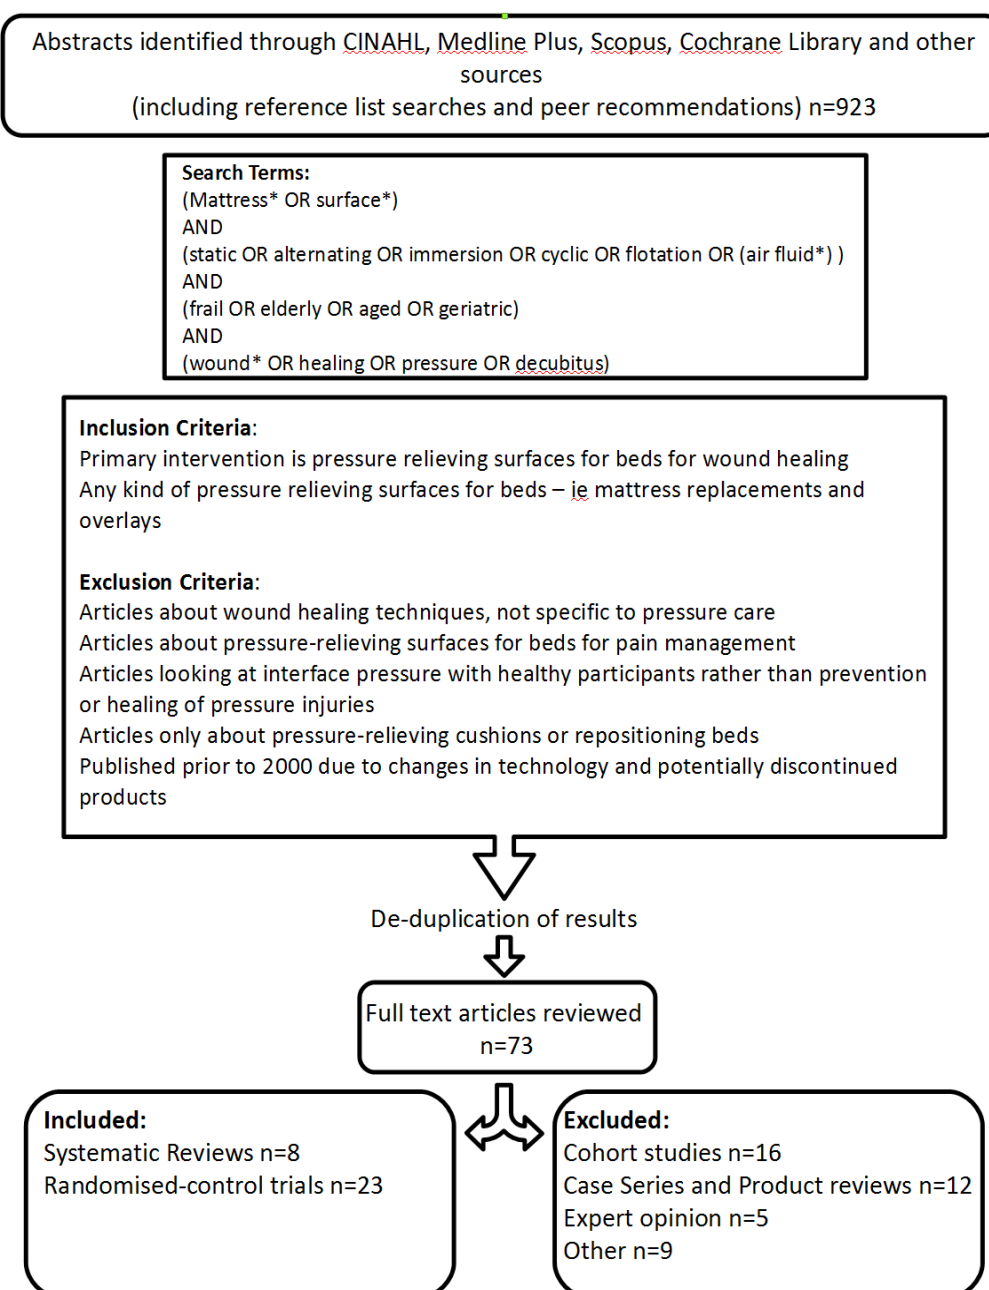 Abstracts identified through CINAHL, Medline Plus, Scopus, Cochrane Library and other
sources
(including reference list searches and peer recommendations) n=923
Search Terms:
(Mattress* OR surface*)
AND
(static OR alternating OR immersion OR cyclic OR flotation OR (air fluid*) )
AND
(frail OR elderly OR aged OR geriatric)
AND
(wound* OR healing OR pressure OR decubitus)
Inclusion Criteria:
Primary intervention is pressure relieving surfaces for beds for wound healing
Any kind of pressure relieving surfaces for beds – ie mattress replacements and
overlays
Exclusion Criteria:
Articles about wound healing techniques, not specific to pressure care
Articles about pressure-relieving surfaces for beds for pain management
Articles looking at interface pressure with healthy participants rather than prevention
or healing of pressure injuries
Articles only about pressure-relieving cushions or repositioning beds
Published prior to 2000 due to changes in technology and potentially discontinued
products
De-duplication of results
Full text articles reviewed
n=73
Included:
Systematic Reviews n=8
Randomised-control trials n=23
Excluded:
Cohort studies n=16
Case Series and Product reviews n=12
Expert opinion n=5
Other n=9